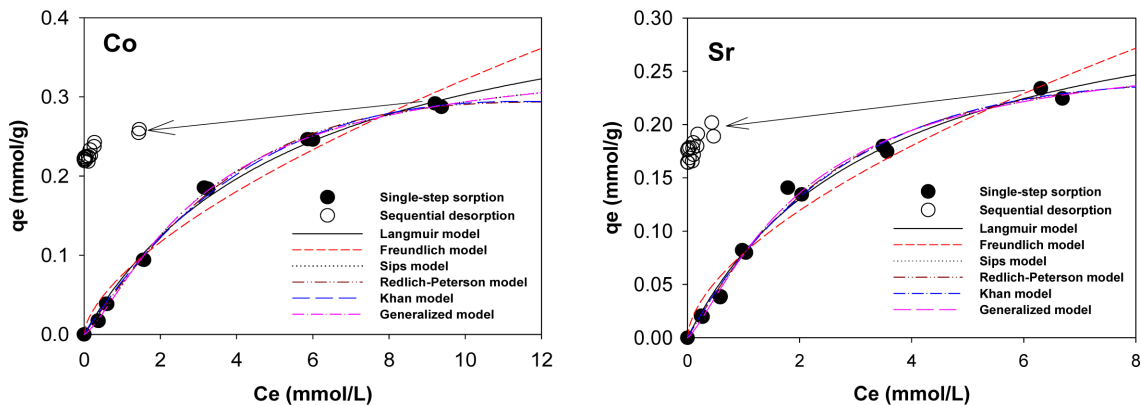 Co
qe (mmol/g)
0.4
0.3
0.2
0.1
0.0
Single-step sorption
Sequential desorption
Langmuir model
Freundlich model
Sips model
Redlich-Peterson model
Khan model
Generalized model
0 2 4 6 8 10 12
Ce (mmol/L)
Sr
qe (mmol/g)
0.30
0.25
0.20
0.15
0.10
0.05
0.00
Single-step sorption
Sequential desorption
Langmuir model
Freundlich model
Sips model
Redlich-Peterson model
Khan model
Generalized model
0 2 4 6 8
Ce (mmol/L)